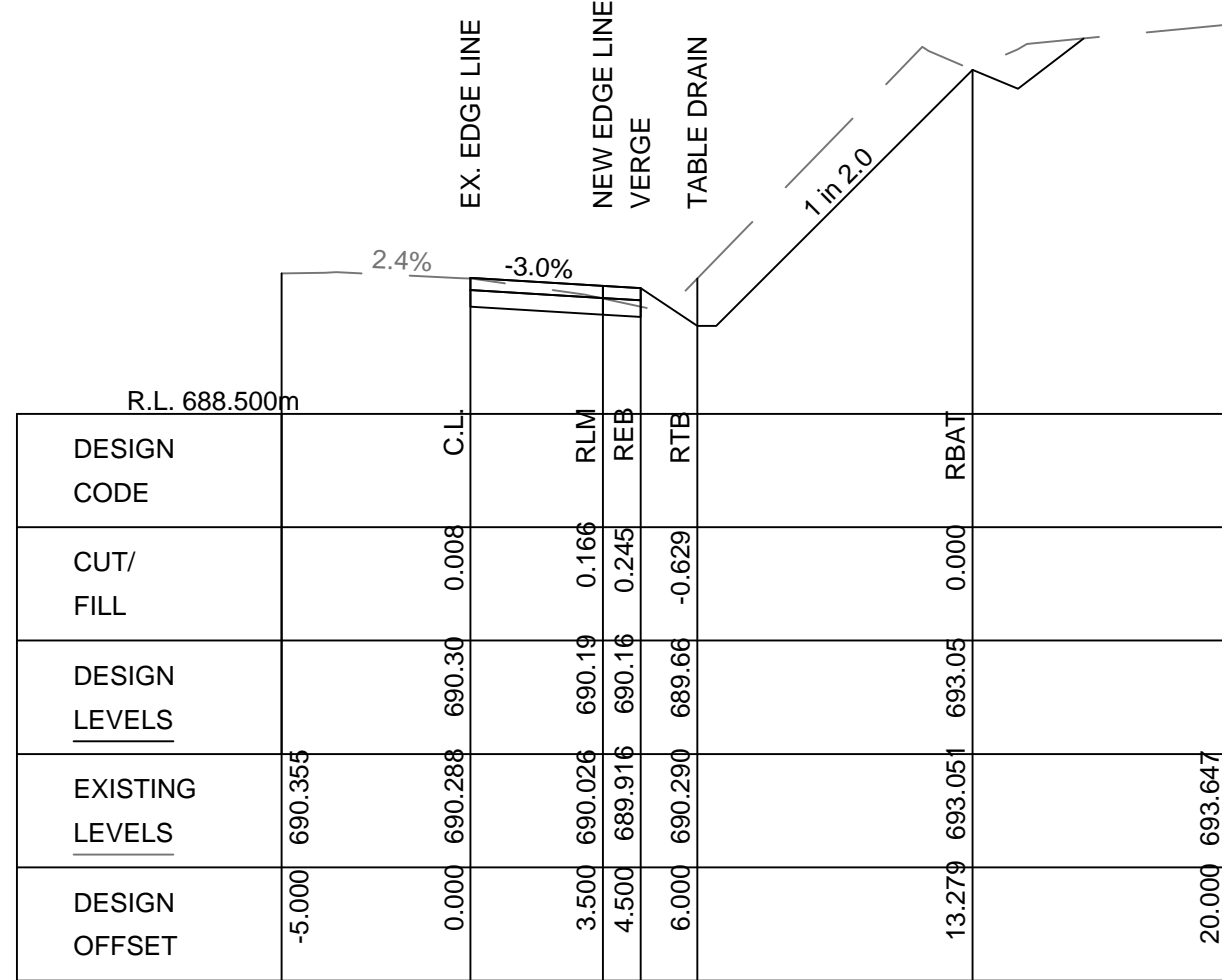 EX. EDGE LINE
NEW EDGE LINE
VERGE
TABLE DRAIN
1 in 2.0
2.4%
-3.0%
R.L. 688.500m
DESIGN
CODE
C.L.
RLM
REB
RTB
RBAT
CUT/
FILL
0.008
0.166
0.245
-0.629
0.000
DESIGN
LEVELS
690.30
690.19
690.16
689.66
693.05
EXISTING
LEVELS
690.355
690.288
690.026
689.916
690.290
693.051
693.647
DESIGN
OFFSET
-5.000
0.000
3.500
4.500
6.000
13.279
20.000